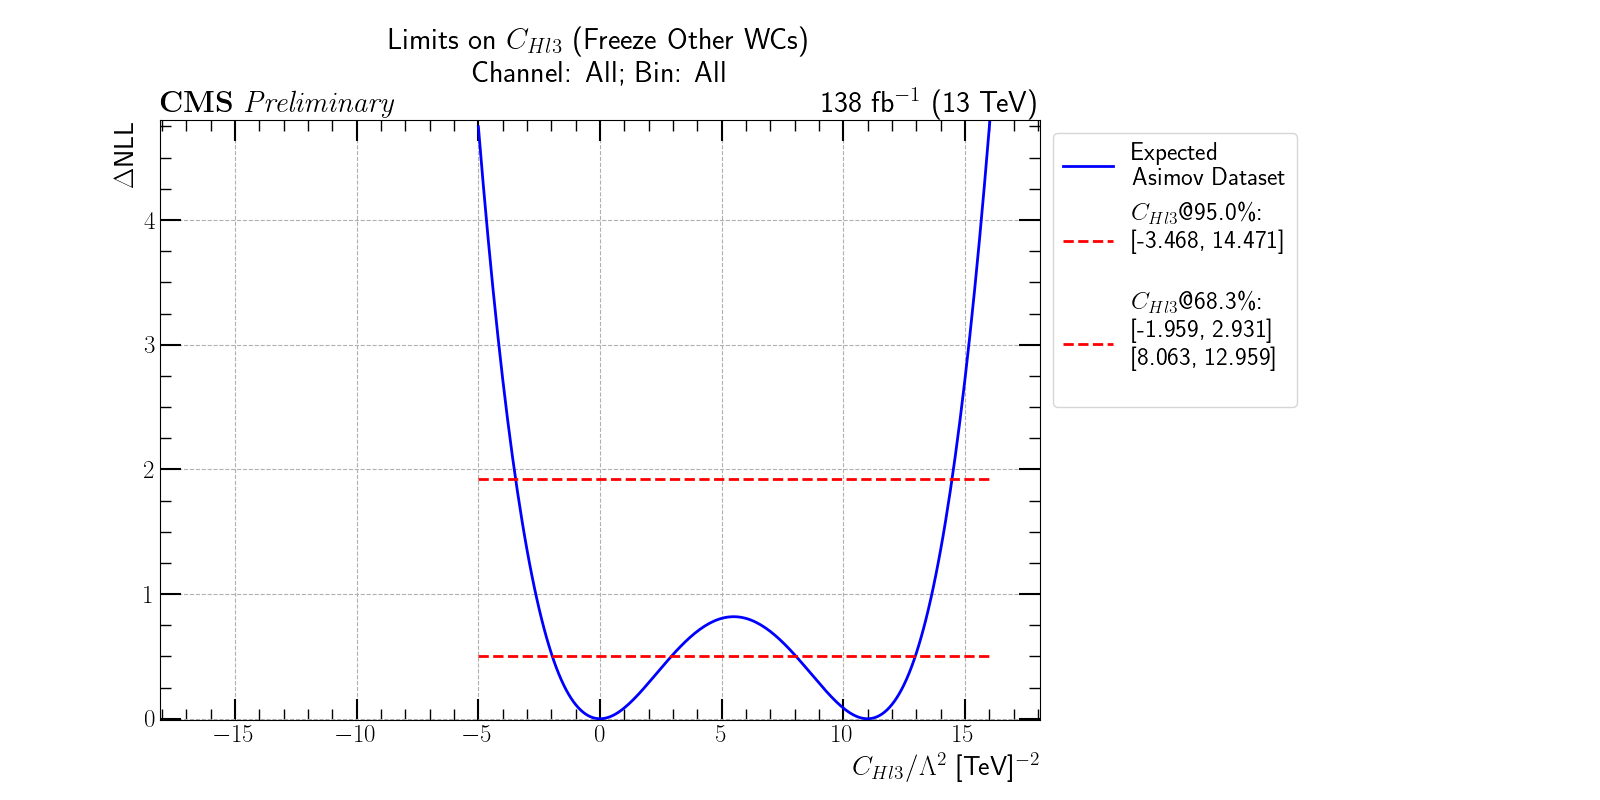 Limits on C_{Hl3} (Freeze Other WCs)
Channel: All; Bin: All
CMS Preliminary
138 fb⁻¹ (13 TeV)
ΔNLL
4
3
2
1
0
−15
−10
−5
0
5
10
15
C_{Hl3}/Λ² [TeV]⁻²
Expected
Asimov Dataset
C_{Hl3}@95.0%:
[-3.468, 14.471]
C_{Hl3}@68.3%:
[-1.959, 2.931]
[8.063, 12.959]